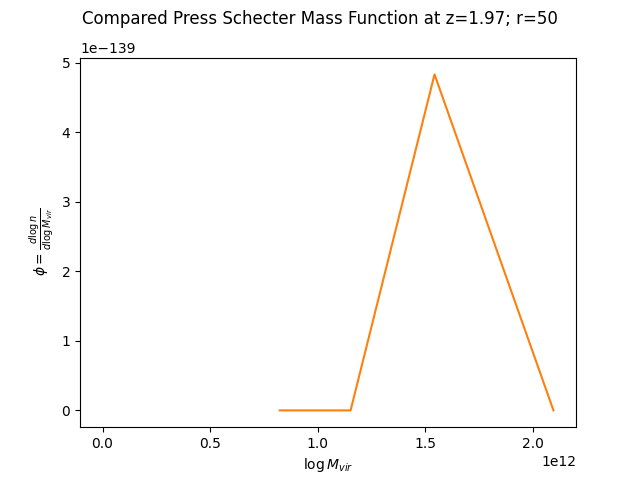 Compared Press Schecter Mass Function at z=1.97; r=50
1e−139
5
4
3
2
1
0
ϕ = d log n / d log M_vir
0.0 0.5 1.0 1.5 2.0
1e12
log M_vir